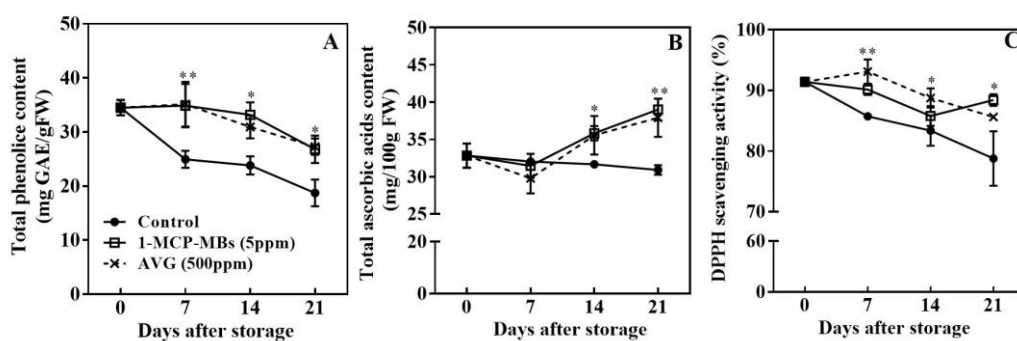 A
Total phenolice content
(mg GAE/gFW)
50
40
30
20
10
0
**
*
*
Control
1-MCP-MBs (5ppm)
AVG (500ppm)
0 7 14 21
Days after storage
B
Total ascorbic acids content
(mg/100g FW)
50
45
40
35
30
25
20
0
*
**
0 7 14 21
Days after storage
C
DPPH scavenging activity (%)
100
90
80
70
60
0
**
*
*
0 7 14 21
Days after storage